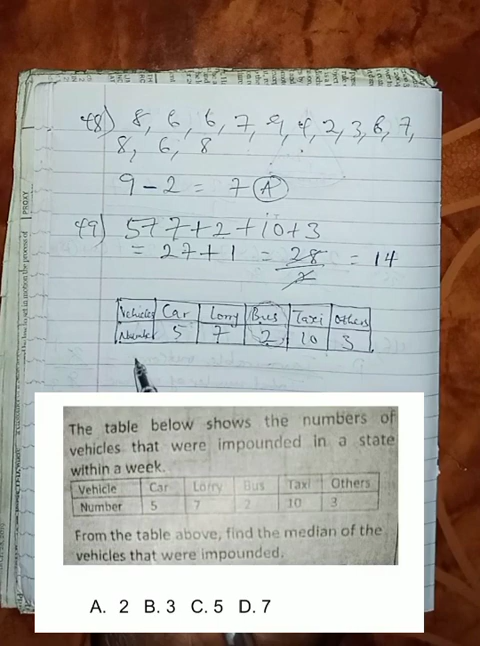 48) 8, 6, 6, 7, 9, 4, 2, 3, 6, 7,
8, 6, 8
9 - 2 = 7 (A)
49) 5 7 7 + 2 + 10 + 3
= 27 + 1 = 28/2 = 14
Vehicles Car Lorry Bus Taxi Others
Number 5 7 2 10 3
The table below shows the numbers of
vehicles that were impounded in a state
within a week.
Vehicle Car Lorry Bus Taxi Others
Number 5 7 2 10 3
From the table above, find the median of the
vehicles that were impounded.
A. 2 B. 3 C. 5 D. 7